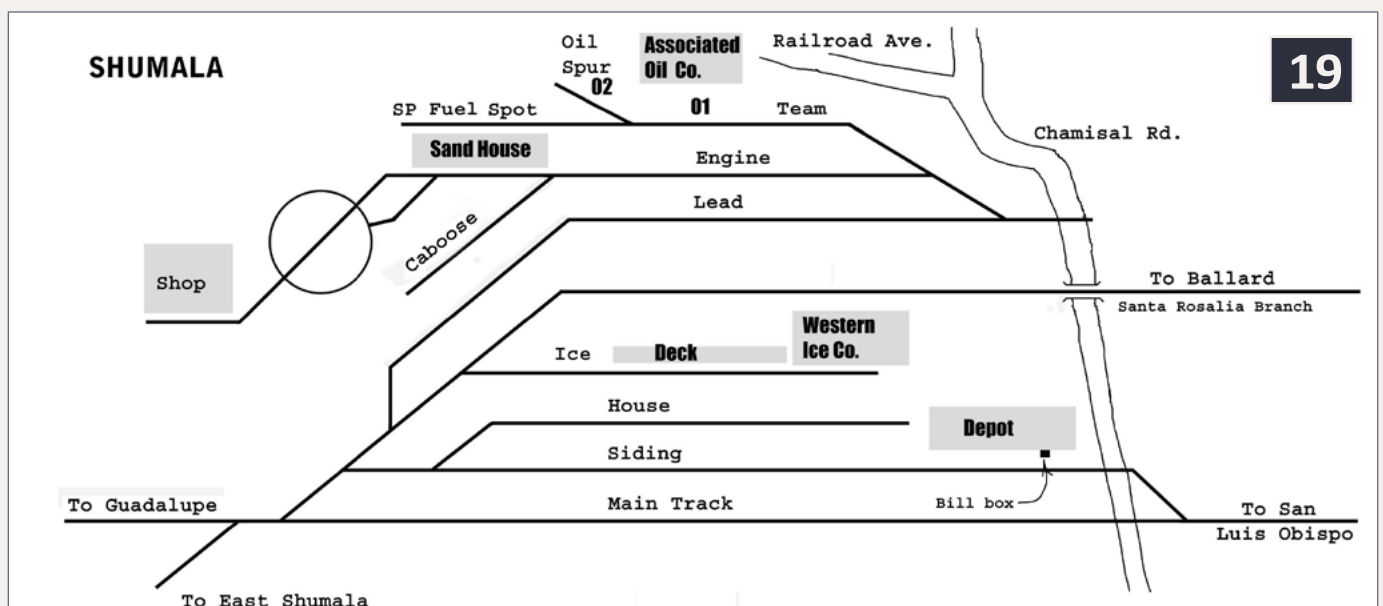 SHUMALA
19
Oil
Spur
02
Associated
Oil Co.
Railroad Ave.
SP Fuel Spot
01
Team
Chamisal Rd.
Sand House
Engine
Lead
Caboose
Shop
To Ballard
Santa Rosalia Branch
Western
Ice Co.
Ice
Deck
House
Depot
Siding
Bill box
To Guadalupe
Main Track
To San
Luis Obispo
To East Shumala